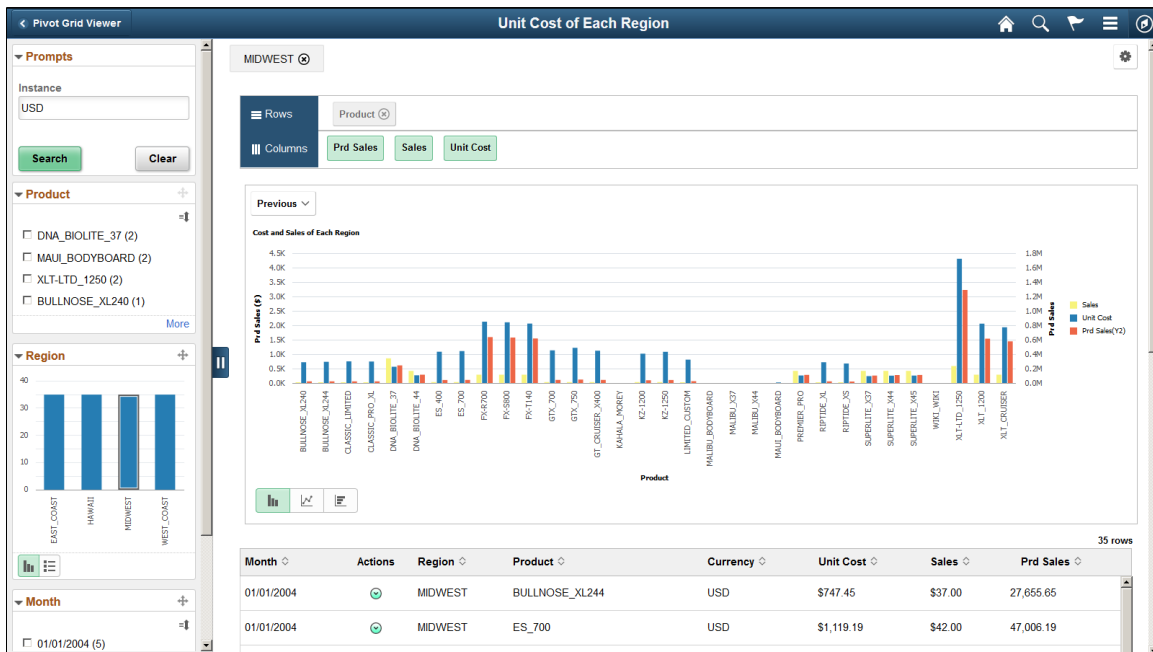 Pivot Grid Viewer
Unit Cost of Each Region
Prompts
Instance
USD
Search
Clear
Product
DNA_BIOLITE_37 (2)
MAUI_BODYBOARD (2)
XLT-LTD_1250 (2)
BULLNOSE_XL240 (1)
More
Region
40
30
20
10
0
EAST_COAST
HAWAII
MIDWEST
WEST_COAST
Month
01/01/2004 (5)
MIDWEST
Rows
Product
Columns
Prd Sales
Sales
Unit Cost
Previous
Cost and Sales of Each Region
Prd Sales ($)
4.5K
4.0K
3.5K
3.0K
2.5K
2.0K
1.5K
1.0K
0.5K
0.0K
1.8M
1.6M
1.4M
1.2M
1.0M
0.8M
0.6M
0.4M
0.2M
0.0M
Prd Sales
Sales
Unit Cost
Prd Sales(Y2)
BULLNOSE_XL240
BULLNOSE_XL244
CLASSIC_LIMITED
CLASSIC_PRO_XL
DNA_BIOLITE_37
DNA_BIOLITE_44
ES_400
ES_700
FX-R700
FX-S800
FX-1140
GTX_700
GTX_750
GT_CRUISER_X400
KAHALA_MOREY
KZ-1200
KZ-1250
LIMITED_CUSTOM
MALIBU_BODYBOARD
MALIBU_X37
MALIBU_X44
MAUI_BODYBOARD
PREMIER_PRO
RIPTIDE_XL
RIPTIDE_XS
SUPERLITE_X37
SUPERLITE_X44
SUPERLITE_X45
WIKI_WIKI
XLT-LTD_1250
XLT_1200
XLT_CRUISER
Product
35 rows
Month Actions Region Product Currency Unit Cost Sales Prd Sales
01/01/2004 MIDWEST BULLNOSE_XL244 USD $747.45 $37.00 27,655.65
01/01/2004 MIDWEST ES_700 USD $1,119.19 $42.00 47,006.19